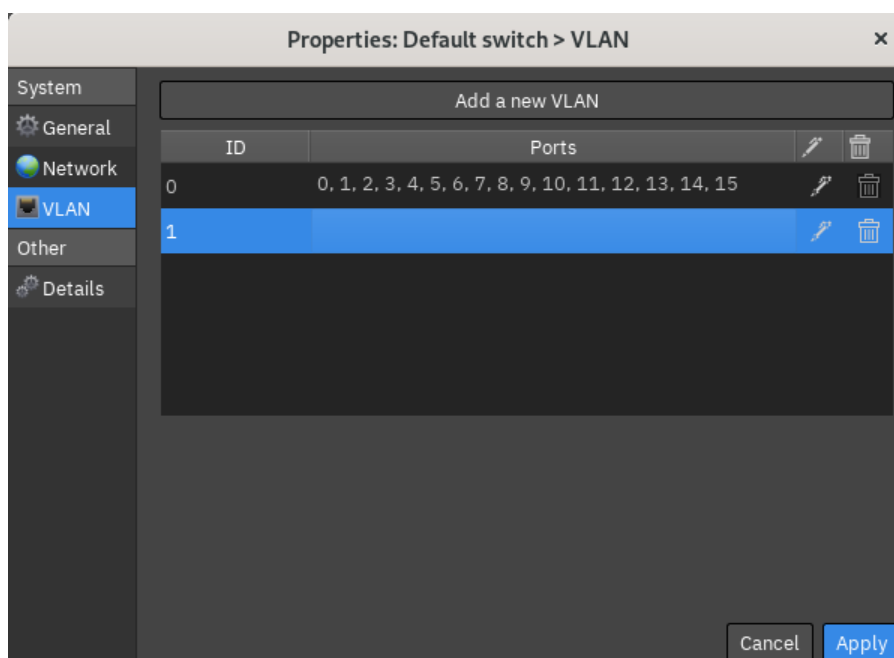 Properties: Default switch > VLAN
System
General
Network
VLAN
Other
Details
Add a new VLAN
ID Ports
0 0, 1, 2, 3, 4, 5, 6, 7, 8, 9, 10, 11, 12, 13, 14, 15
1
Cancel Apply